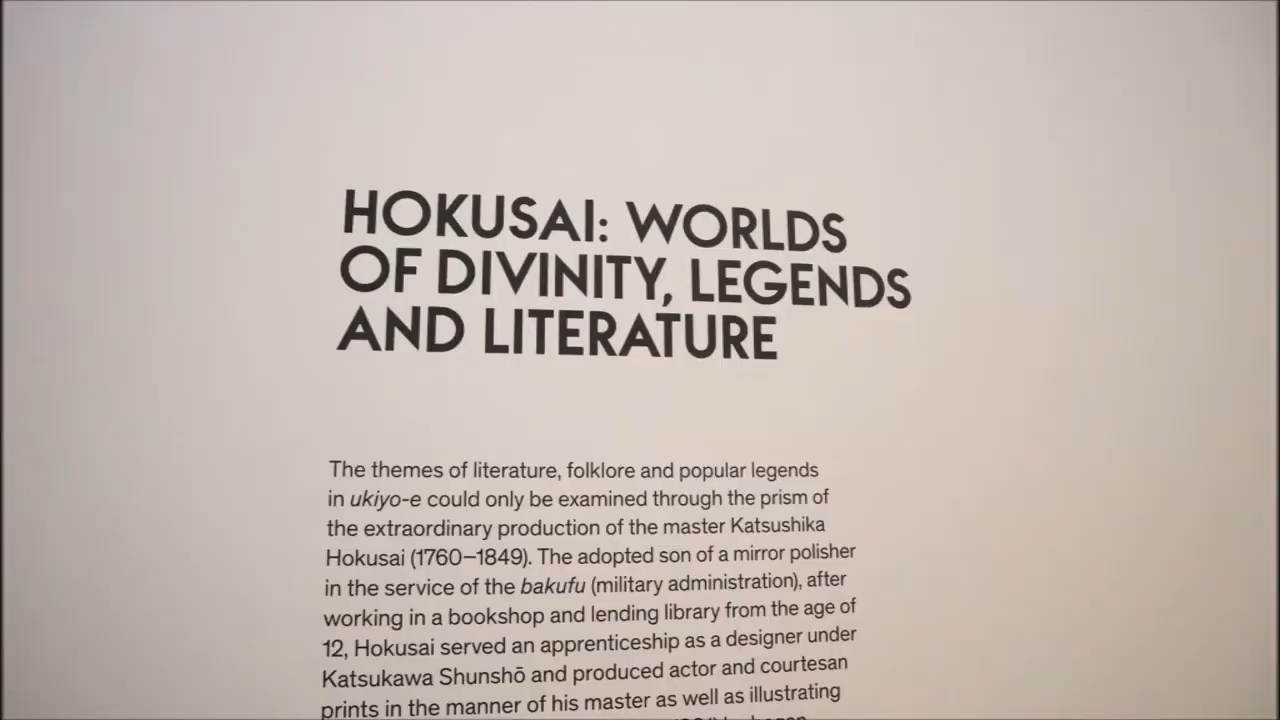 HOKUSAI: WORLDS
OF DIVINITY, LEGENDS
AND LITERATURE
The themes of literature, folklore and popular legends
in ukiyo-e could only be examined through the prism of
the extraordinary production of the master Katsushika
Hokusai (1760–1849). The adopted son of a mirror polisher
in the service of the bakufu (military administration), after
working in a bookshop and lending library from the age of
12, Hokusai served an apprenticeship as a designer under
Katsukawa Shunshō and produced actor and courtesan
prints in the manner of his master as well as illustrating